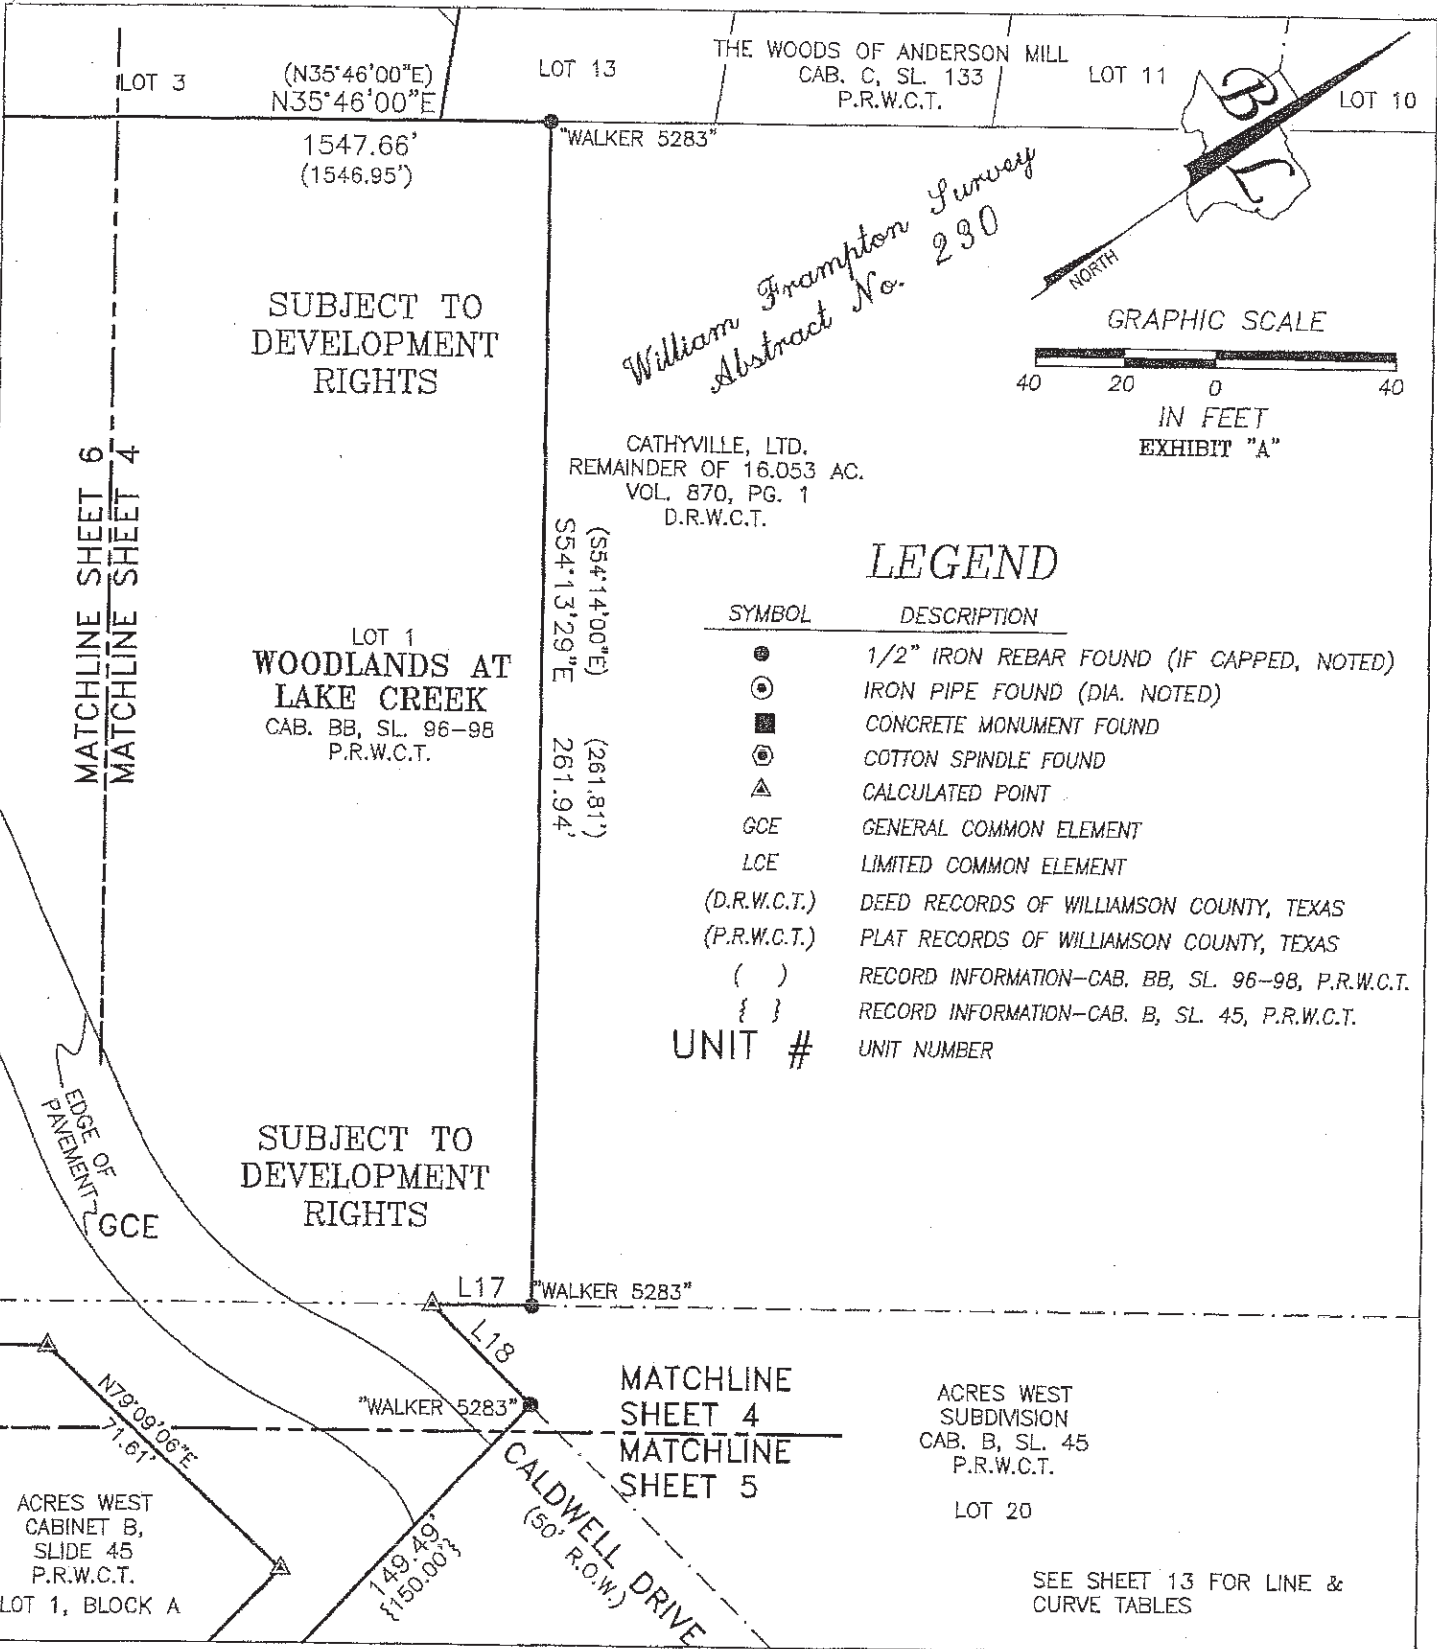 LOT 3
(N35°46'00"E)
N35°46'00"E
1547.66'
(1546.95')
LOT 13
THE WOODS OF ANDERSON MILL
CAB. C, SL. 133
P.R.W.C.T.
LOT 11
LOT 10
"WALKER 5283"
B
L
NORTH
William Frampton Survey
Abstract No. 230
GRAPHIC SCALE
40 20 0 40
IN FEET
EXHIBIT "A"
SUBJECT TO
DEVELOPMENT
RIGHTS
CATHYVILLE, LTD.
REMAINDER OF 16.053 AC.
VOL. 870, PG. 1
D.R.W.C.T.
MATCHLINE SHEET 6
MATCHLINE SHEET 4
(S54°14'00"E) (261.81')
S54°13'29"E 261.94'
LOT 1
WOODLANDS AT
LAKE CREEK
CAB. BB, SL. 96-98
P.R.W.C.T.
LEGEND
SYMBOL DESCRIPTION
1/2" IRON REBAR FOUND (IF CAPPED, NOTED)
IRON PIPE FOUND (DIA. NOTED)
CONCRETE MONUMENT FOUND
COTTON SPINDLE FOUND
CALCULATED POINT
GCE GENERAL COMMON ELEMENT
LCE LIMITED COMMON ELEMENT
(D.R.W.C.T.) DEED RECORDS OF WILLIAMSON COUNTY, TEXAS
(P.R.W.C.T.) PLAT RECORDS OF WILLIAMSON COUNTY, TEXAS
( ) RECORD INFORMATION-CAB. BB, SL. 96-98, P.R.W.C.T.
{ } RECORD INFORMATION-CAB. B, SL. 45, P.R.W.C.T.
UNIT # UNIT NUMBER
EDGE OF
PAVEMENT
GCE
SUBJECT TO
DEVELOPMENT
RIGHTS
L17
"WALKER 5283"
L18
"WALKER 5283"
MATCHLINE
SHEET 4
MATCHLINE
SHEET 5
N79°09'06"E
71.61'
ACRES WEST
CABINET B,
SLIDE 45
P.R.W.C.T.
LOT 1, BLOCK A
149.49'
{150.00'}
CALDWELL DRIVE
(50' R.O.W.)
ACRES WEST
SUBDIVISION
CAB. B, SL. 45
P.R.W.C.T.
LOT 20
SEE SHEET 13 FOR LINE &
CURVE TABLES